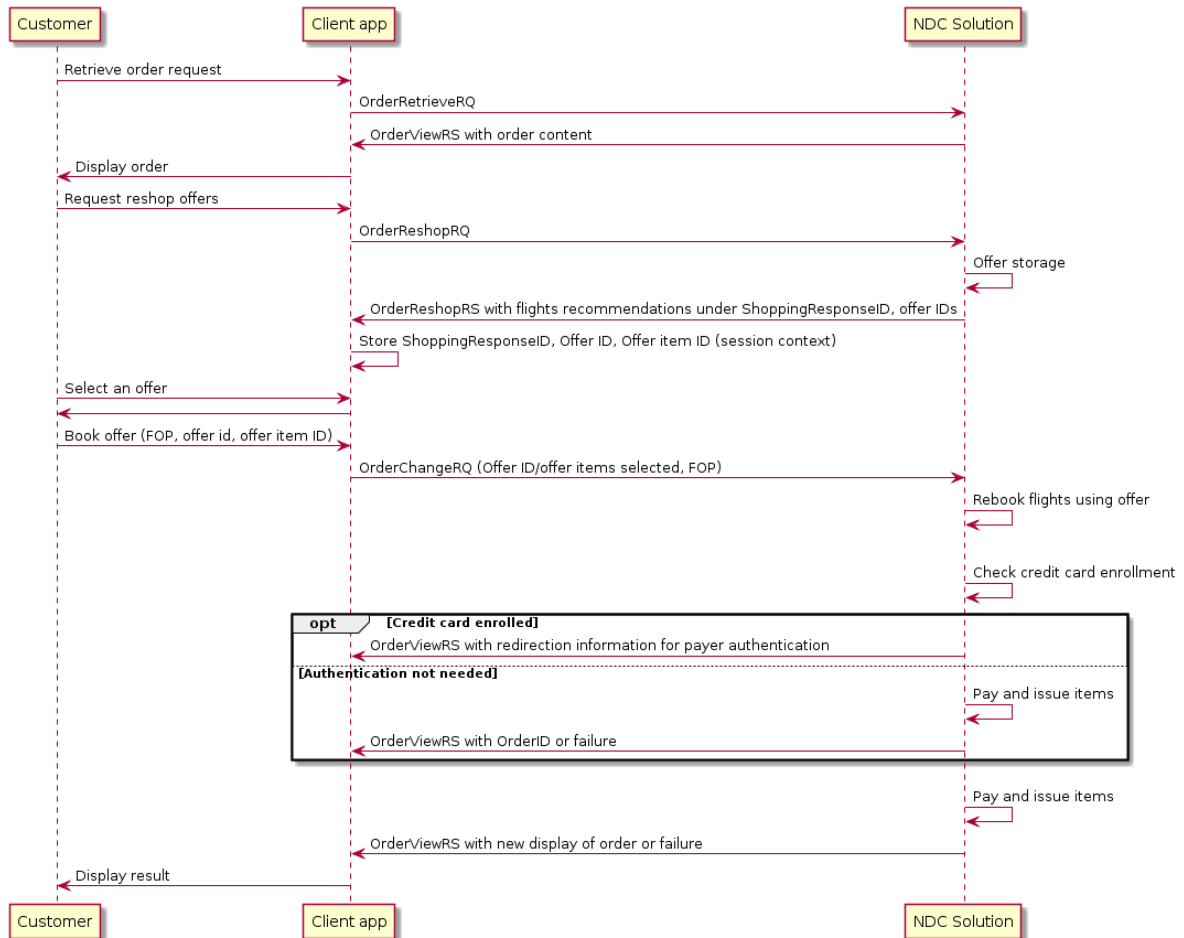 Customer
Client app
NDC Solution
Retrieve order request
OrderRetrieveRQ
OrderViewRS with order content
Display order
Request reshop offers
OrderReshopRQ
Offer storage
OrderReshopRS with flights recommendations under ShoppingResponseID, offer IDs
Store ShoppingResponseID, Offer ID, Offer item ID (session context)
Select an offer
Book offer (FOP, offer id, offer item ID)
OrderChangeRQ (Offer ID/offer items selected, FOP)
Rebook flights using offer
Check credit card enrollment
opt [Credit card enrolled]
OrderViewRS with redirection information for payer authentication
[Authentication not needed]
Pay and issue items
OrderViewRS with OrderID or failure
Pay and issue items
OrderViewRS with new display of order or failure
Display result
Customer
Client app
NDC Solution